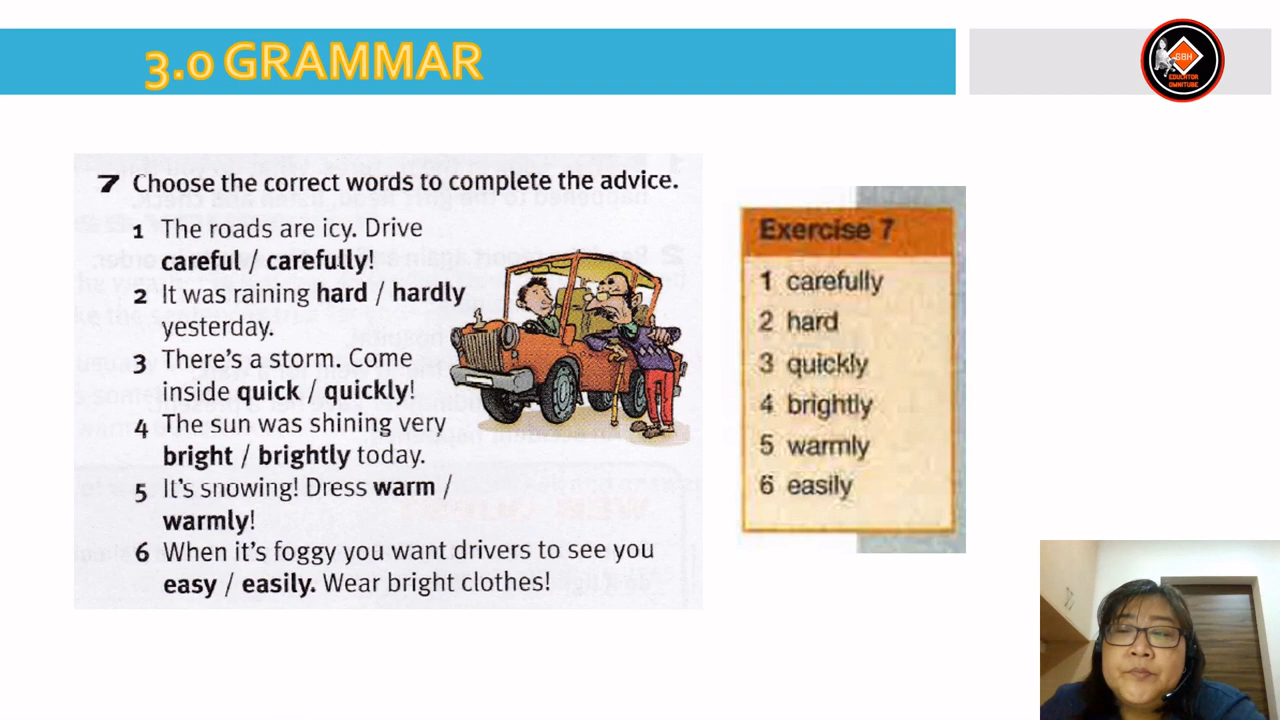 3.0 GRAMMAR
GBH
EDUCATOR
OMNITUBE
7 Choose the correct words to complete the advice.
1 The roads are icy. Drive
careful / carefully!
2 It was raining hard / hardly
yesterday.
3 There's a storm. Come
inside quick / quickly!
4 The sun was shining very
bright / brightly today.
5 It's snowing! Dress warm /
warmly!
6 When it's foggy you want drivers to see you
easy / easily. Wear bright clothes!
Exercise 7
1 carefully
2 hard
3 quickly
4 brightly
5 warmly
6 easily